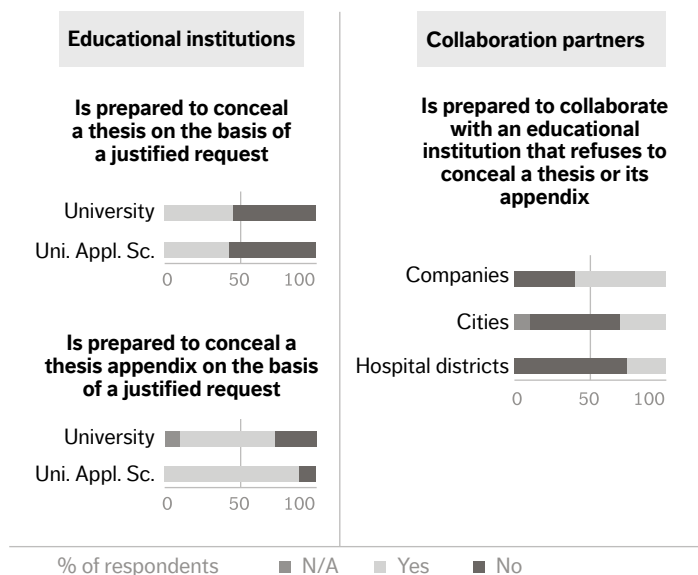 Educational institutions
Is prepared to conceal
a thesis on the basis of
a justified request
University
Uni. Appl. Sc.
0 50 100
Is prepared to conceal a
thesis appendix on the basis
of a justified request
University
Uni. Appl. Sc.
0 50 100
Collaboration partners
Is prepared to collaborate
with an educational
institution that refuses to
conceal a thesis or its
appendix
Companies
Cities
Hospital districts
0 50 100
% of respondents N/A Yes No